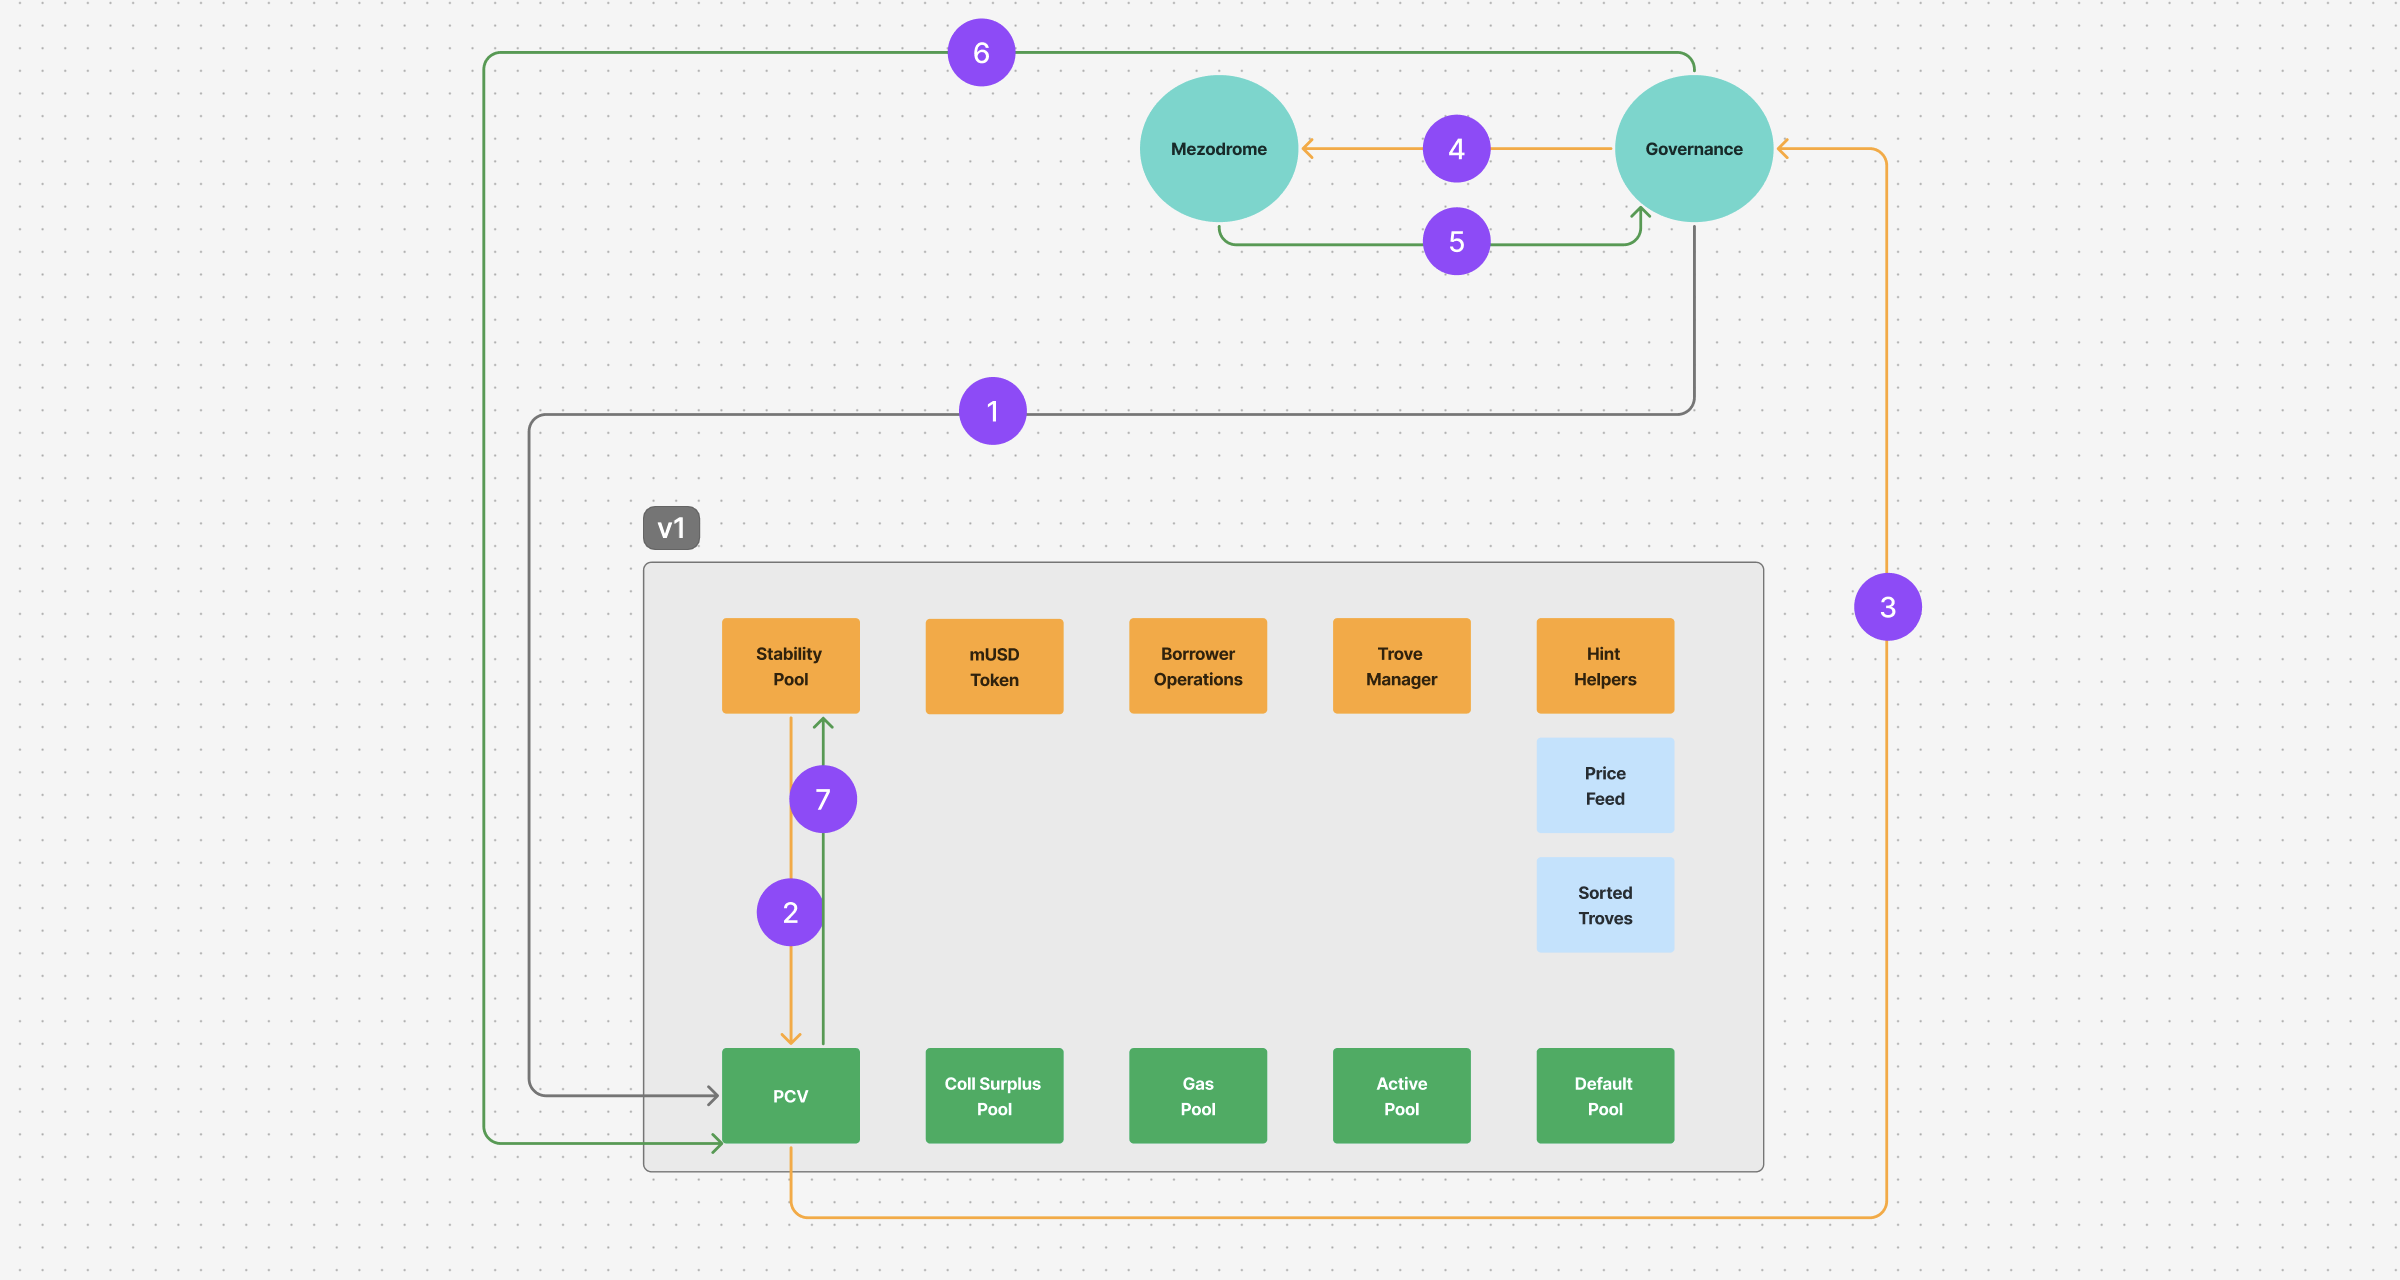 6
Mezodrome
4
Governance
5
1
v1
3
Stability
Pool
mUSD
Token
Borrower
Operations
Trove
Manager
Hint
Helpers
Price
Feed
7
Sorted
Troves
2
PCV
Coll Surplus
Pool
Gas
Pool
Active
Pool
Default
Pool